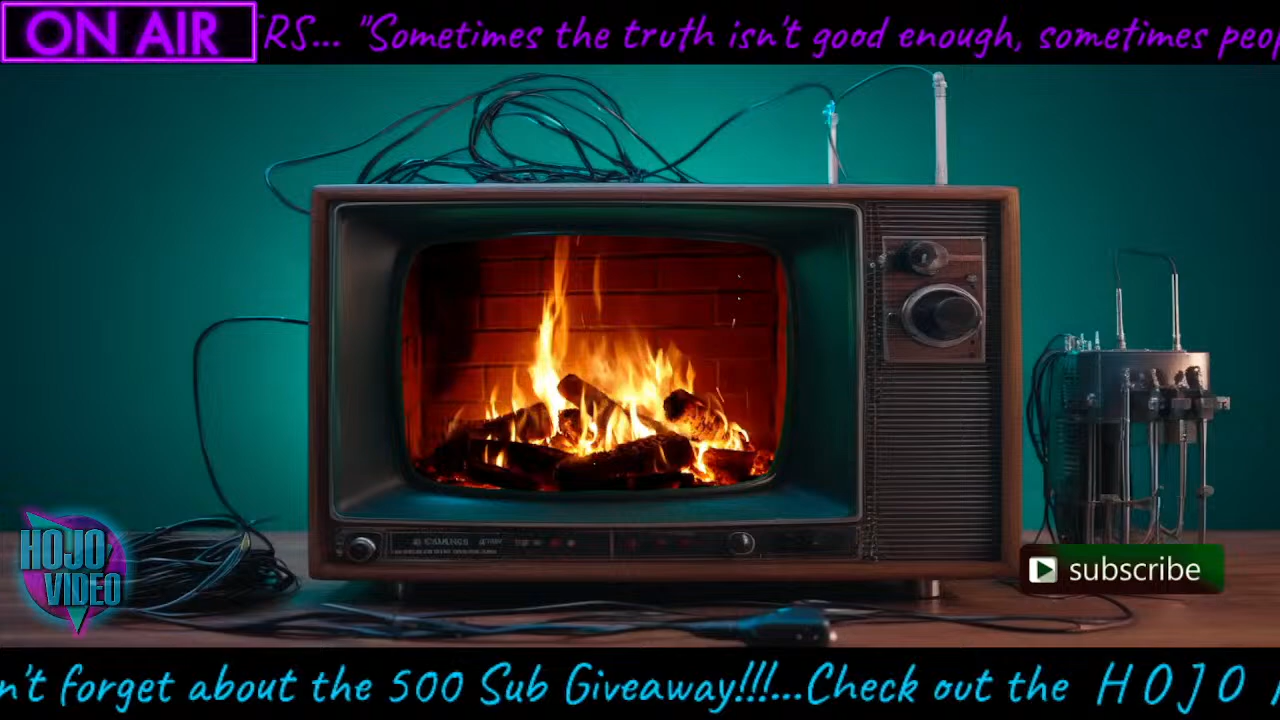 ON AIR
RS... "Sometimes the truth isn't good enough, sometimes peop
HOJO
VIDEO
subscribe
n't forget about the 500 Sub Giveaway!!!...Check out the H O J O